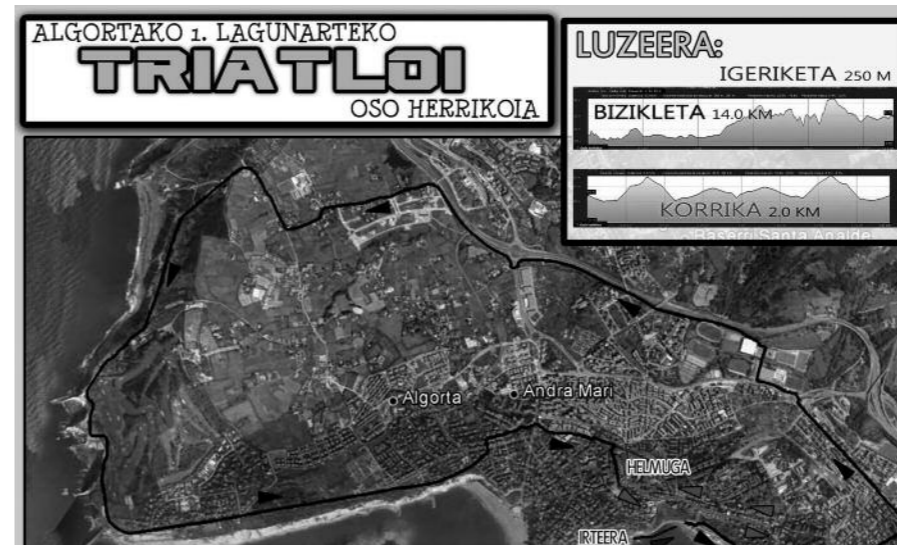 ALGORTAKO 1. LAGUNARTEKO
TRIATLOI
OSO HERRIKOIA
LUZEERA:
IGERIKETA 250 M
BIZIKLETA 14.0 KM
KORRIKA 2.0 KM
Baserri Santa Agalde
Algorta
Andra Mari
HELMUGA
IRTEERA